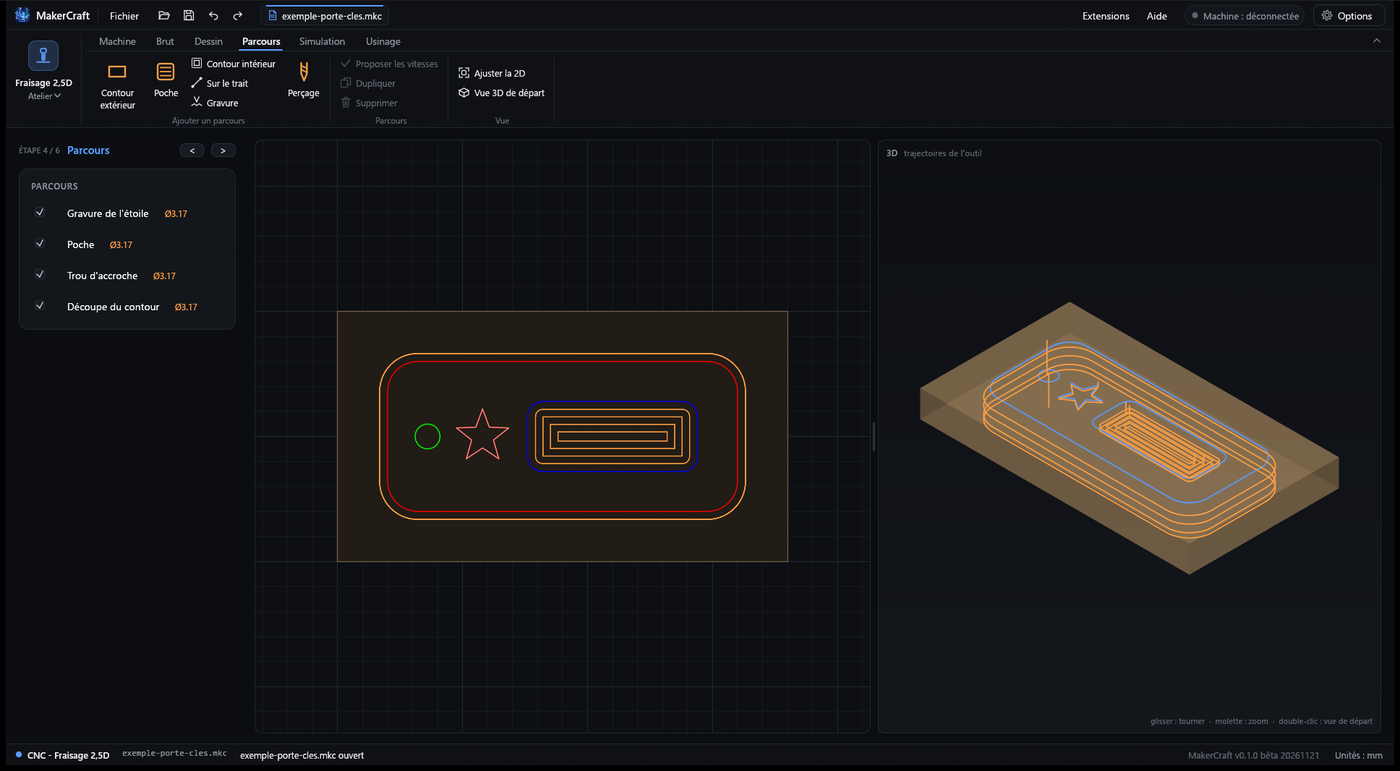 MakerCraft Fichier exemple-porte-cles.mkc Extensions Aide Machine : déconnectée Options
Machine Brut Dessin Parcours Simulation Usinage
Fraisage 2,5D
Atelier
Contour extérieur
Poche
Contour intérieur
Sur le trait
Gravure
Perçage
Ajouter un parcours
Proposer les vitesses
Dupliquer
Supprimer
Parcours
Ajuster la 2D
Vue 3D de départ
Vue
ÉTAPE 4 / 6 Parcours < >
PARCOURS
Gravure de l'étoile Ø3.17
Poche Ø3.17
Trou d'accroche Ø3.17
Découpe du contour Ø3.17
3D trajectoires de l'outil
glisser : tourner · molette : zoom · double-clic : vue de départ
CNC - Fraisage 2,5D exemple-porte-cles.mkc exemple-porte-cles.mkc ouvert MakerCraft v0.1.0 bêta 20261121 Unités : mm